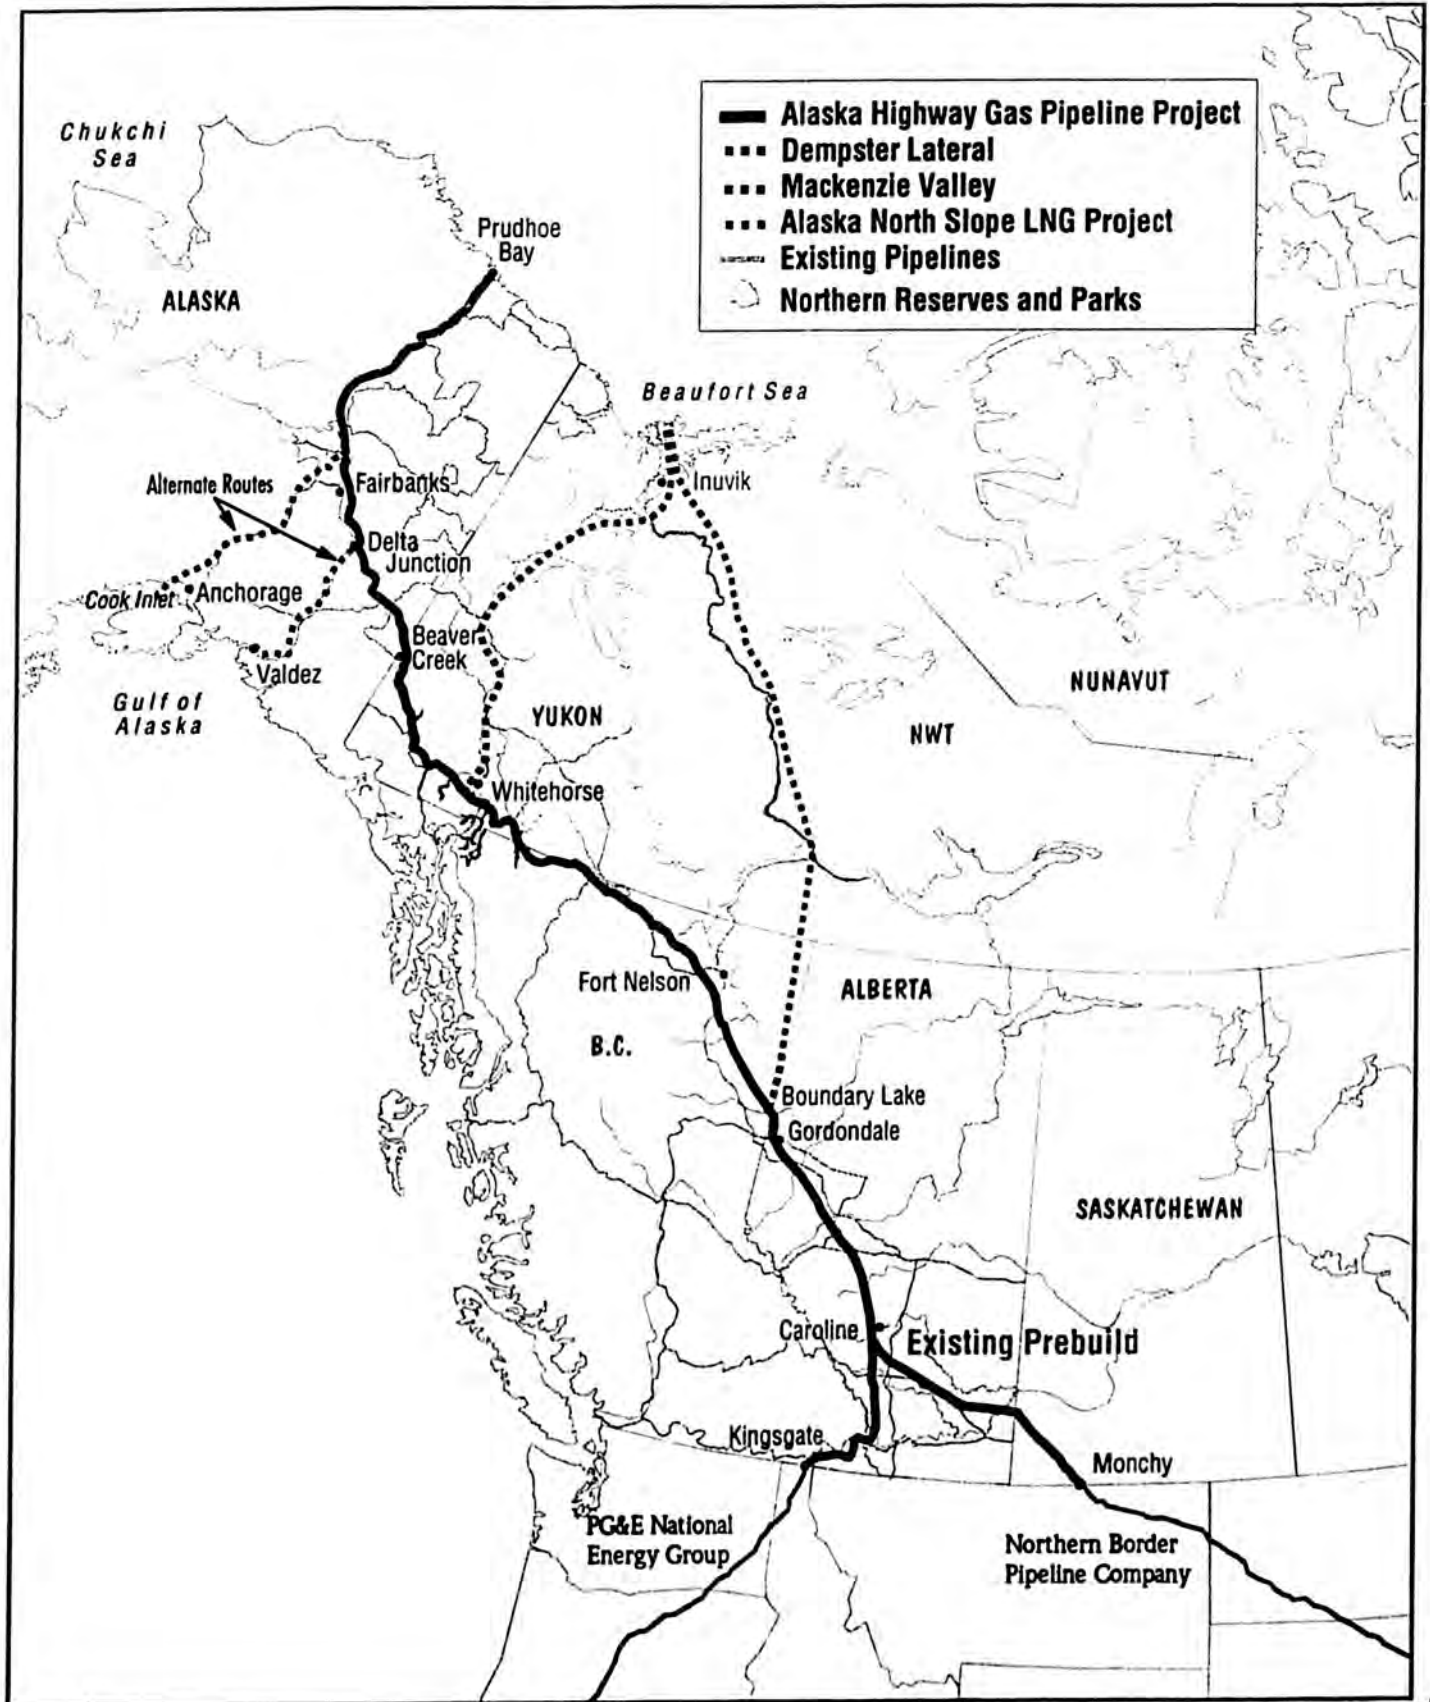 Alaska Highway Gas Pipeline Project
Dempster Lateral
Mackenzie Valley
Alaska North Slope LNG Project
Existing Pipelines
Northern Reserves and Parks
Chukchi
Sea
Prudhoe
Bay
ALASKA
Beaufort Sea
Inuvik
Alternate Routes
Fairbanks
Delta
Junction
Cook Inlet
Anchorage
Beaver
Creek
Valdez
Gulf of
Alaska
YUKON
NUNAVUT
NWT
Whitehorse
Fort Nelson
ALBERTA
B.C.
Boundary Lake
Gordondale
SASKATCHEWAN
Caroline
Existing Prebuild
Kingsgate
Monchy
PG&E National
Energy Group
Northern Border
Pipeline Company